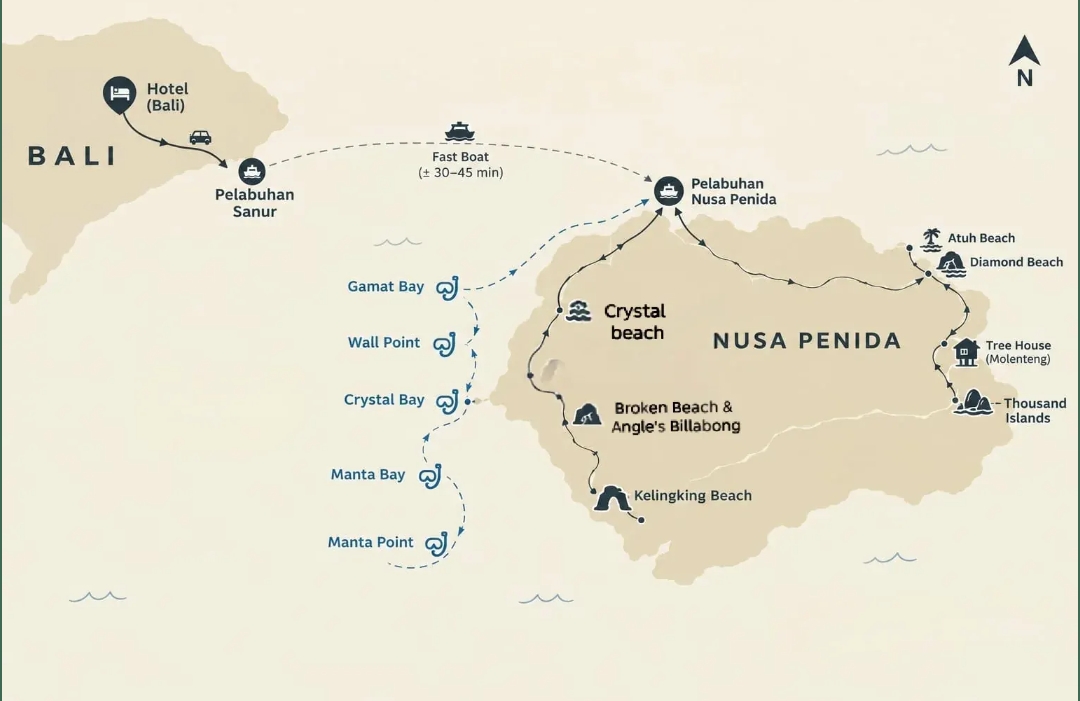 N
Hotel
(Bali)
BALI
Pelabuhan
Sanur
Fast Boat
(± 30–45 min)
Pelabuhan
Nusa Penida
Atuh Beach
Diamond Beach
Gamat Bay
Crystal
beach
Wall Point
NUSA PENIDA
Tree House
(Molenteng)
Crystal Bay
Thousand
Islands
Broken Beach &
Angle's Billabong
Manta Bay
Kelingking Beach
Manta Point